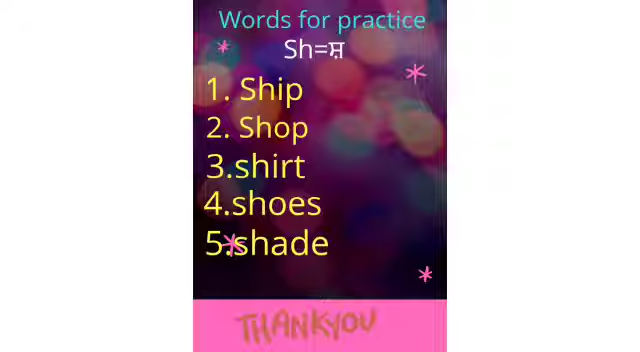 Words for practice
Sh=ਸ਼
1. Ship
2. Shop
3.shirt
4.shoes
5.shade
THANKYOU